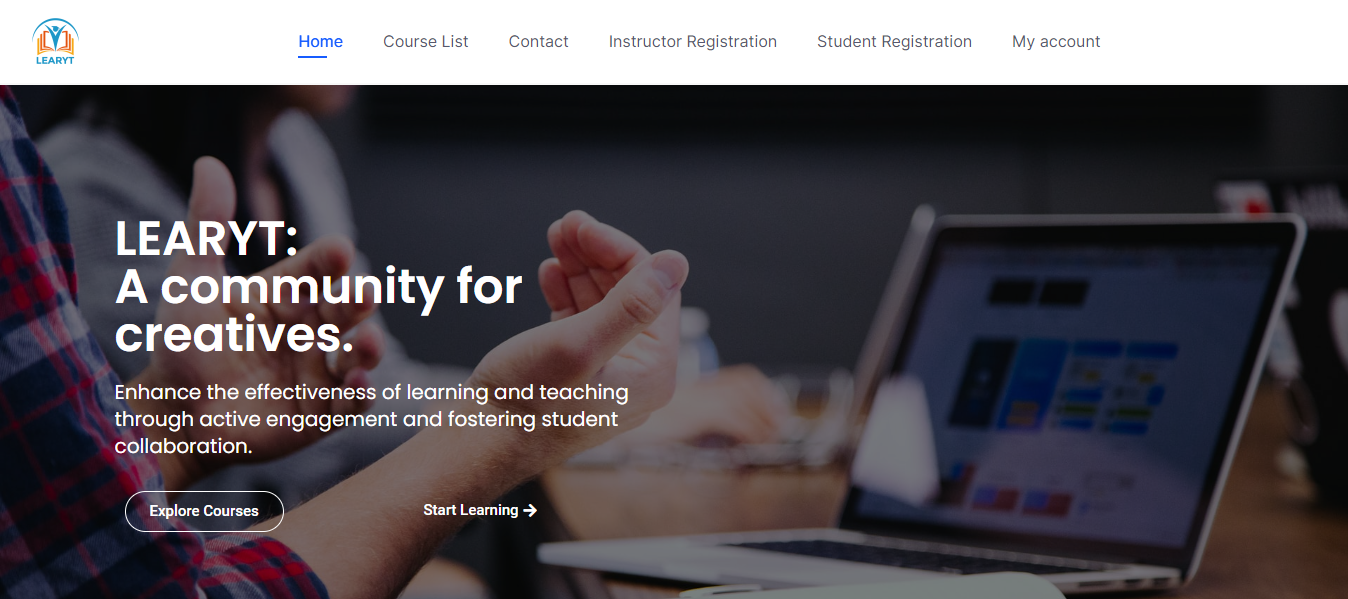 LEARYT
Home
Course List
Contact
Instructor Registration
Student Registration
My account
LEARYT:
A community for
creatives.
Enhance the effectiveness of learning and teaching
through active engagement and fostering student
collaboration.
Explore Courses
Start Learning →